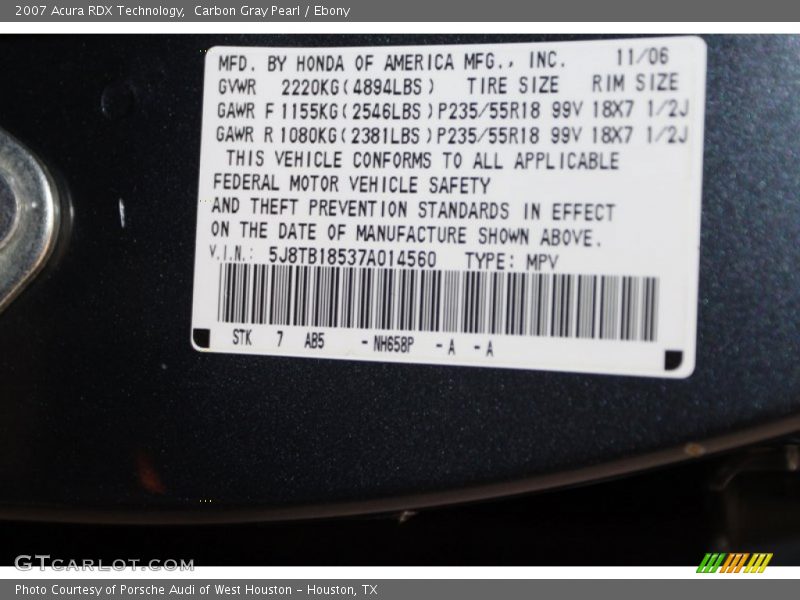 2007 Acura RDX Technology,  Carbon Gray Pearl / Ebony
MFD. BY HONDA OF AMERICA MFG., INC. 11/06
GVWR 2220KG(4894LBS) TIRE SIZE RIM SIZE
GAWR F 1155KG(2546LBS)P235/55R18 99V 18X7 1/2J
GAWR R 1080KG(2381LBS)P235/55R18 99V 18X7 1/2J
THIS VEHICLE CONFORMS TO ALL APPLICABLE
FEDERAL MOTOR VEHICLE SAFETY
AND THEFT PREVENTION STANDARDS IN EFFECT
ON THE DATE OF MANUFACTURE SHOWN ABOVE.
V.I.N.: 5J8TB18537A014560 TYPE: MPV
STK 7 AB5 - NH658P - A - A
GTCARLOT.COM
Photo Courtesy of Porsche Audi of West Houston – Houston, TX